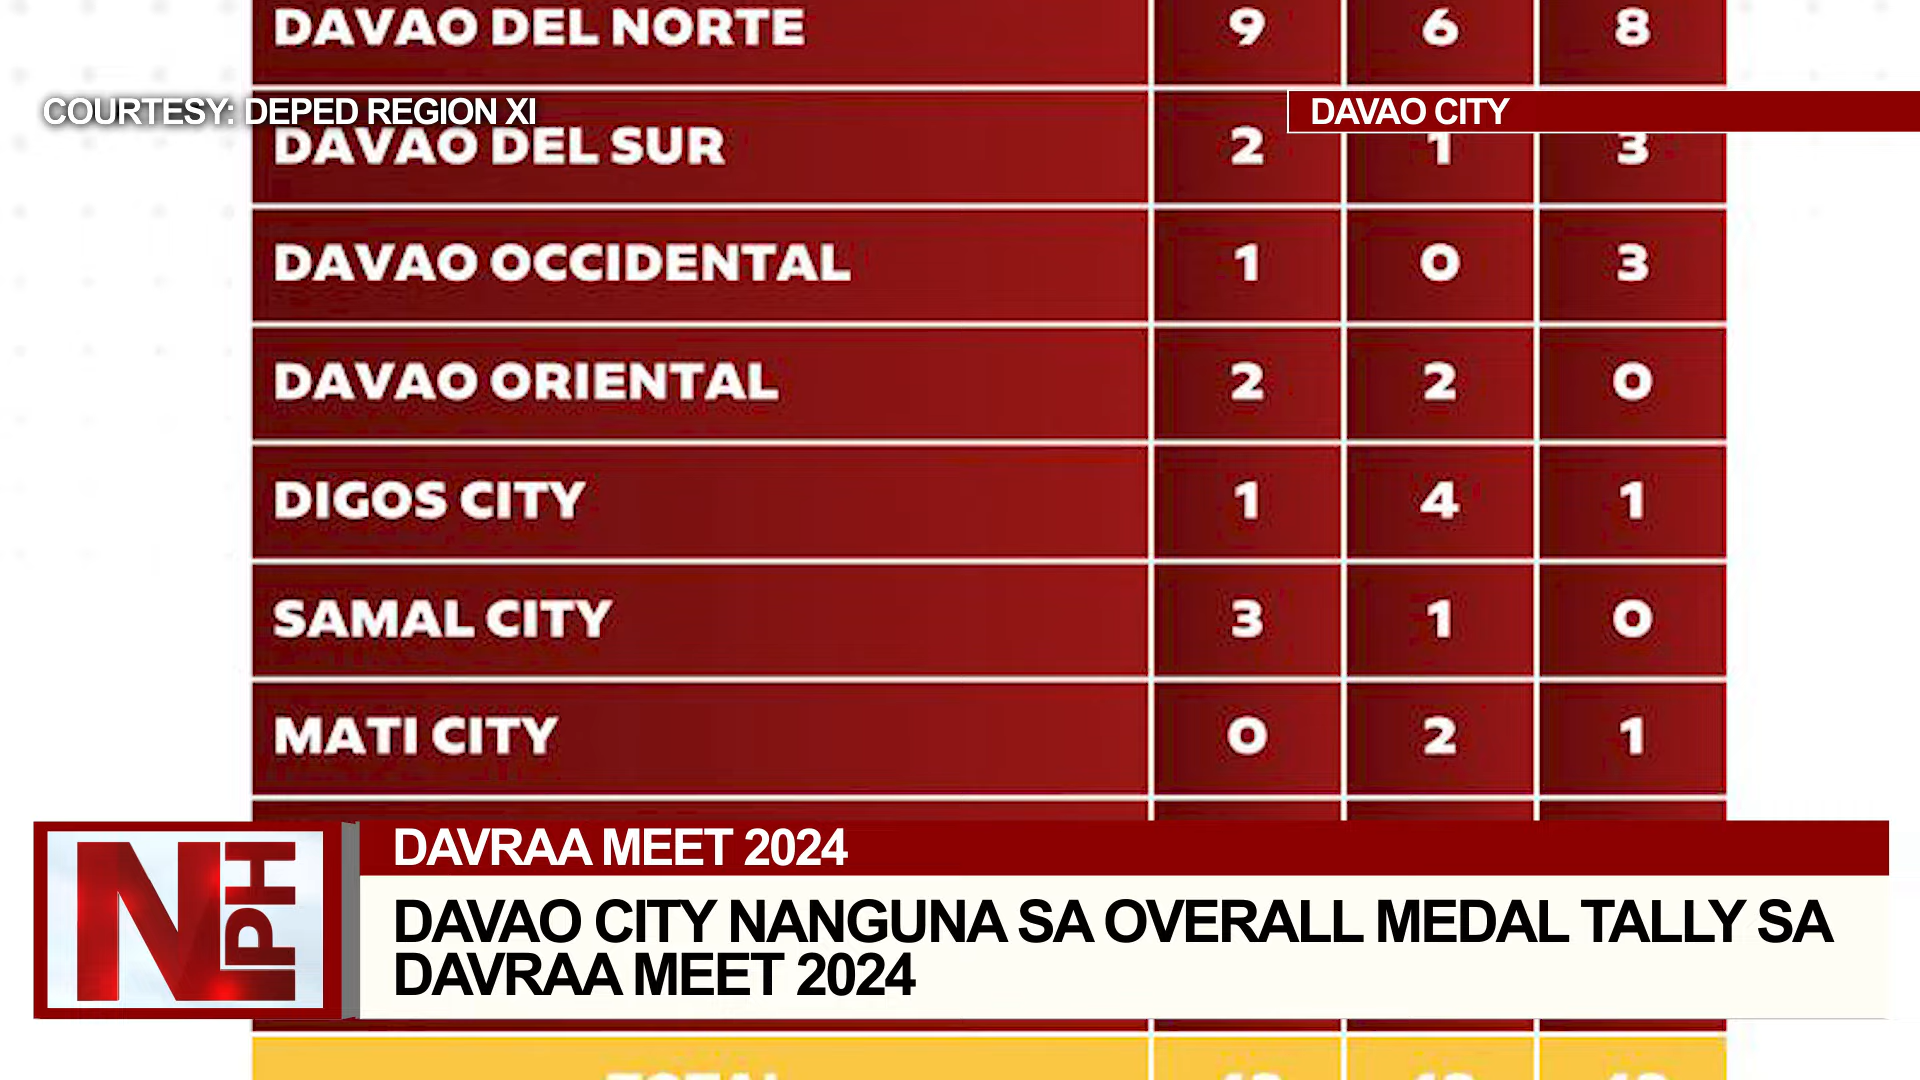 DAVAO DEL NORTE 9 6 8
COURTESY: DEPED REGION XI
DAVAO CITY
DAVAO DEL SUR 2 1 3
DAVAO OCCIDENTAL 1 0 3
DAVAO ORIENTAL 2 2 0
DIGOS CITY 1 4 1
SAMAL CITY 3 1 0
MATI CITY 0 2 1
NPH
DAVRAA MEET 2024
DAVAO CITY NANGUNA SA OVERALL MEDAL TALLY SA
DAVRAA MEET 2024